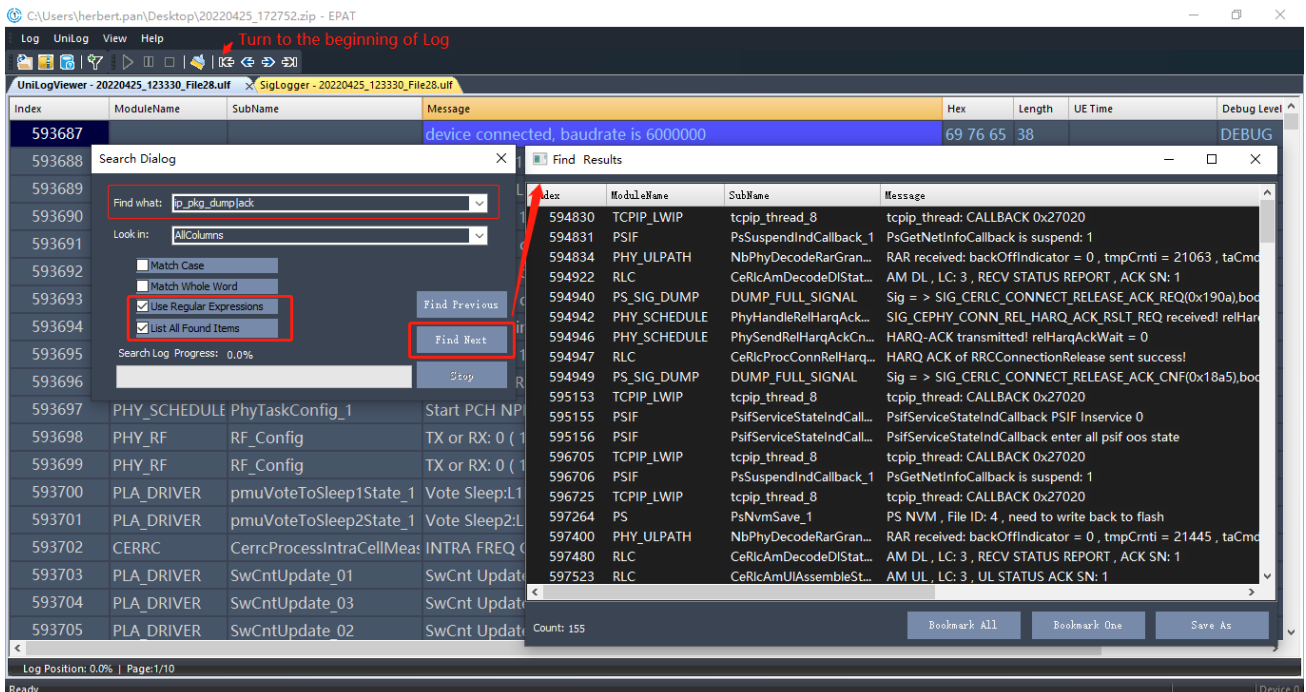 C:\Users\herbert.pan\Desktop\20220425_172752.zip - EPAT
Log UniLog View Help
Turn to the beginning of Log
UniLogViewer - 20220425_123330_File28.ulf SigLogger - 20220425_123330_File28.ulf
Index ModuleName SubName Message Hex Length UE Time Debug Level
593687 device connected, baudrate is 6000000 69 76 65 38 DEBUG
593688
593689
593690
593691
593692
593693
593694
593695
593696
593697 PHY_SCHEDULE PhyTaskConfig_1 Start PCH NP
593698 PHY_RF RF_Config TX or RX: 0 ( 1
593699 PHY_RF RF_Config TX or RX: 0 ( 1
593700 PLA_DRIVER pmuVoteToSleep1State_1 Vote Sleep:L1
593701 PLA_DRIVER pmuVoteToSleep2State_1 Vote Sleep2:L
593702 CERRC CerrcProcessIntraCellMeas INTRA FREQ
593703 PLA_DRIVER SwCntUpdate_01 SwCnt Updat
593704 PLA_DRIVER SwCntUpdate_03 SwCnt Updat
593705 PLA_DRIVER SwCntUpdate_02 SwCnt Updat
Search Dialog
Find what: ip_pkg_dump|ack
Look in: AllColumns
Match Case
Match Whole Word
Use Regular Expressions
List All Found Items
Find Previous
Find Next
Search Log Progress: 0.0%
Stop
Find Results
dex ModuleName SubName Message
594830 TCPIP_LWIP tcpip_thread_8 tcpip_thread: CALLBACK 0x27020
594831 PSIF PsSuspendIndCallback_1 PsGetNetInfoCallback is suspend: 1
594834 PHY_ULPATH NbPhyDecodeRarGran... RAR received: backOffIndicator = 0 , tmpCrnti = 21063 , taCmd
594922 RLC CeRlcAmDecodeDlStat... AM DL , LC: 3 , RECV STATUS REPORT , ACK SN: 1
594940 PS_SIG_DUMP DUMP_FULL_SIGNAL Sig = > SIG_CERLC_CONNECT_RELEASE_ACK_REQ(0x190a),bod
594942 PHY_SCHEDULE PhyHandleRelHarqAck... SIG_CEPHY_CONN_REL_HARQ_ACK_RSLT_REQ received! relHar
594946 PHY_SCHEDULE PhySendRelHarqAckCn... HARQ-ACK transmitted! relHarqAckWait = 0
594947 RLC CeRlcProcConnRelHarq... HARQ ACK of RRCConnectionRelease sent success!
594949 PS_SIG_DUMP DUMP_FULL_SIGNAL Sig = > SIG_CERLC_CONNECT_RELEASE_ACK_CNF(0x18a5),bod
595153 TCPIP_LWIP tcpip_thread_8 tcpip_thread: CALLBACK 0x27020
595155 PSIF PsifServiceStateIndCall... PsifServiceStateIndCallback PSIF Inservice 0
595156 PSIF PsifServiceStateIndCall... PsifServiceStateIndCallback enter all psif oos state
596705 TCPIP_LWIP tcpip_thread_8 tcpip_thread: CALLBACK 0x27020
596706 PSIF PsSuspendIndCallback_1 PsGetNetInfoCallback is suspend: 1
596725 TCPIP_LWIP tcpip_thread_8 tcpip_thread: CALLBACK 0x27020
597264 PS PsNvmSave_1 PS NVM , File ID: 4 , need to write back to flash
597400 PHY_ULPATH NbPhyDecodeRarGran... RAR received: backOffIndicator = 0 , tmpCrnti = 21445 , taCmd
597480 RLC CeRlcAmDecodeDlStat... AM DL , LC: 3 , RECV STATUS REPORT , ACK SN: 1
597523 RLC CeRlcAmUlAssembleSt... AM UL , LC: 3 , UL STATUS ACK SN: 1
Count: 155
Bookmark All Bookmark One Save As
Log Position: 0.0% | Page:1/10
Ready Device 0